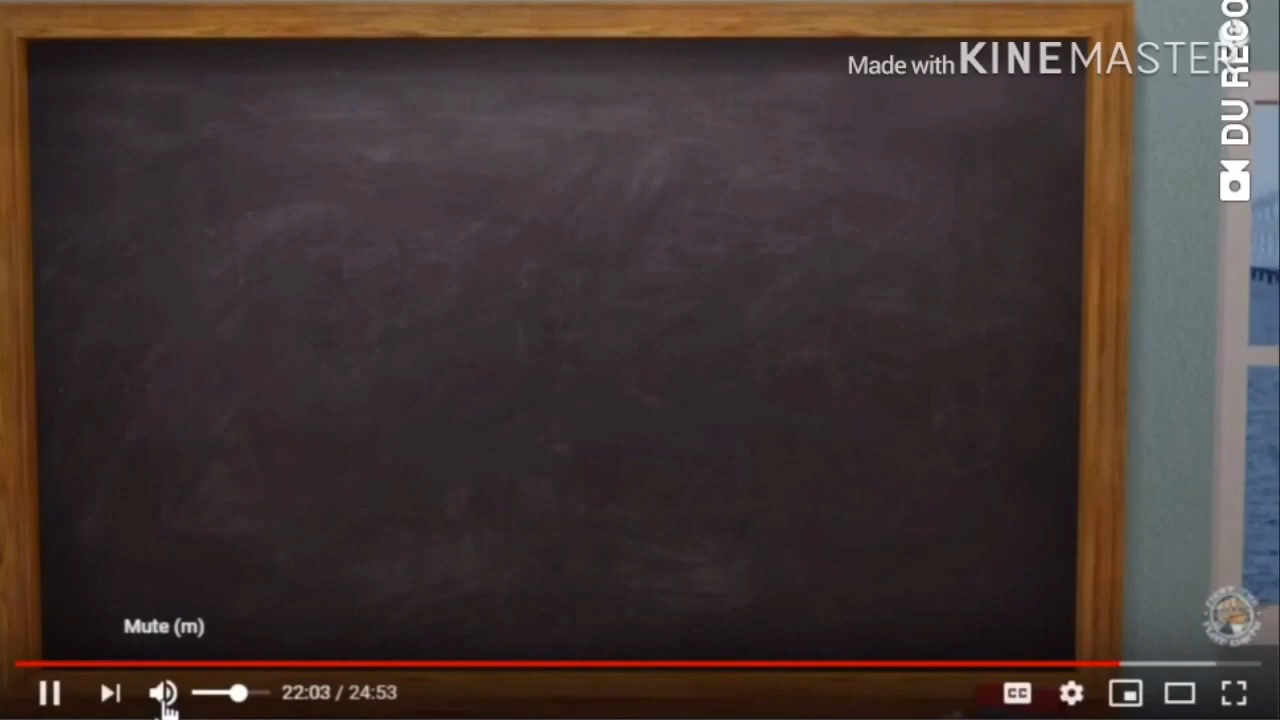 Made with KINEMASTER
DU RECO
Mute (m)
22:03 / 24:53
CC